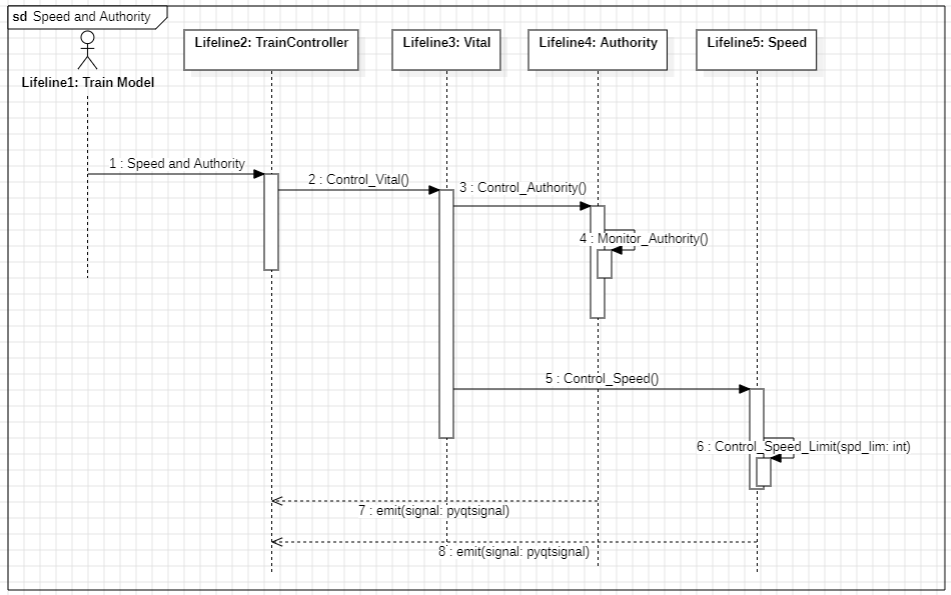 sd Speed and Authority
Lifeline1: Train Model
Lifeline2: TrainController
Lifeline3: Vital
Lifeline4: Authority
Lifeline5: Speed
1 : Speed and Authority
2 : Control_Vital()
3 : Control_Authority()
4 : Monitor_Authority()
5 : Control_Speed()
6 : Control_Speed_Limit(spd_lim: int)
7 : emit(signal: pyqtsignal)
8 : emit(signal: pyqtsignal)